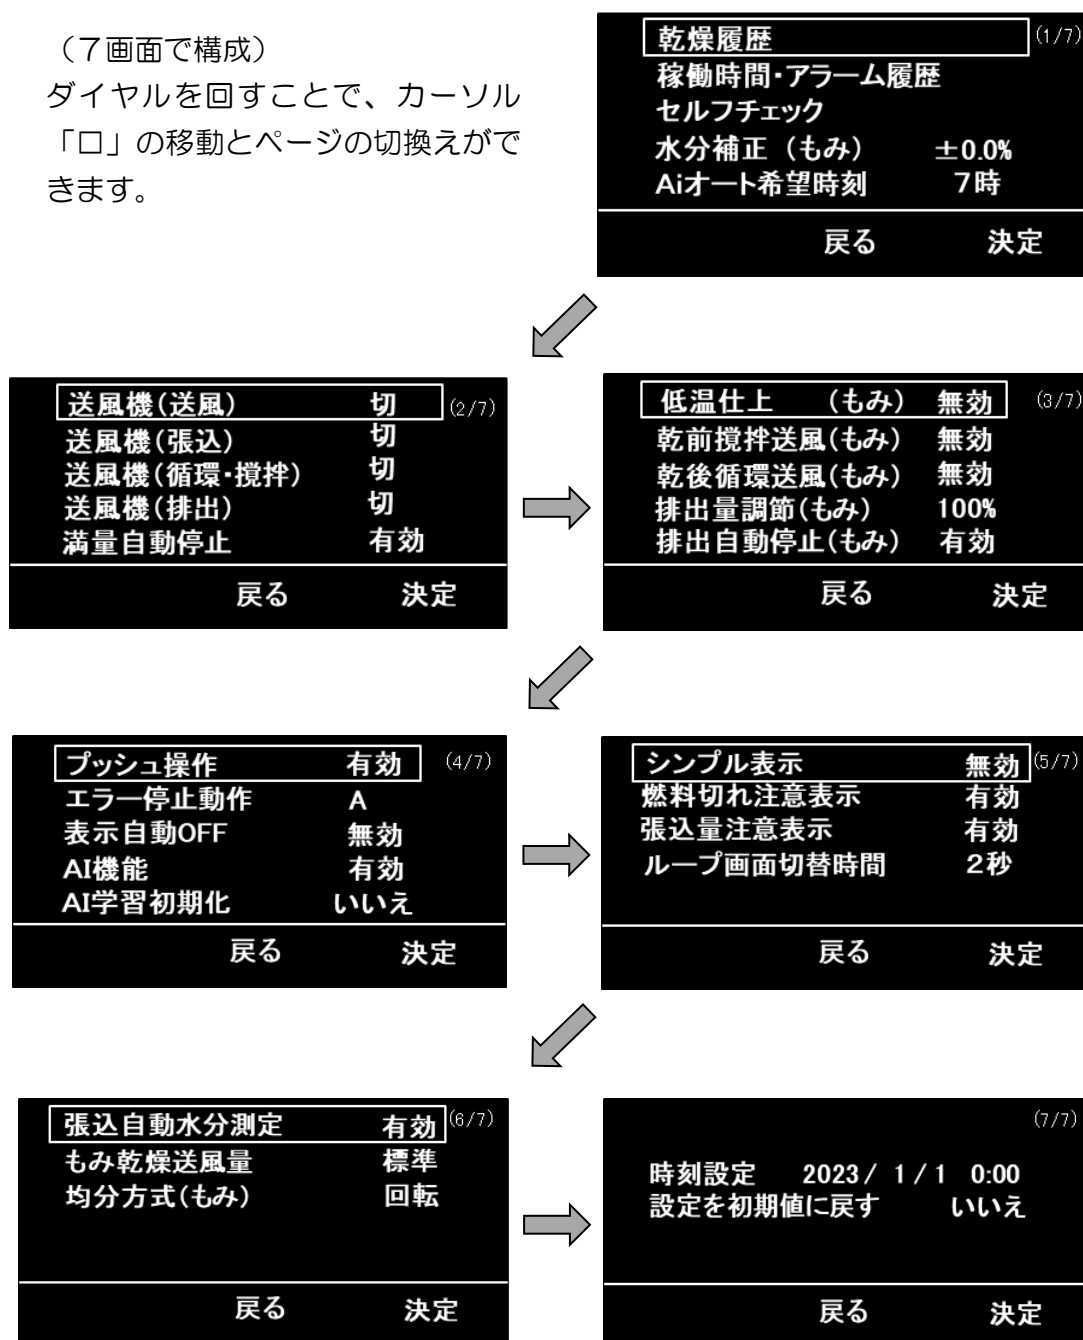 （７画面で構成）
ダイヤルを回すことで、カーソル
「□」の移動とページの切換えがで
きます。
乾燥履歴 (1/7)
稼働時間・アラーム履歴
セルフチェック
水分補正（もみ） ±0.0%
Aiオート希望時刻 7時
戻る 決定
送風機(送風) 切 (2/7)
送風機(張込) 切
送風機(循環・撹拌) 切
送風機(排出) 切
満量自動停止 有効
戻る 決定
低温仕上 (もみ) 無効 (3/7)
乾前撹拌送風(もみ) 無効
乾後循環送風(もみ) 無効
排出量調節(もみ) 100%
排出自動停止(もみ) 有効
戻る 決定
プッシュ操作 有効 (4/7)
エラー停止動作 A
表示自動OFF 無効
AI機能 有効
AI学習初期化 いいえ
戻る 決定
シンプル表示 無効 (5/7)
燃料切れ注意表示 有効
張込量注意表示 有効
ループ画面切替時間 2秒
戻る 決定
張込自動水分測定 有効 (6/7)
もみ乾燥送風量 標準
均分方式(もみ) 回転
戻る 決定
(7/7)
時刻設定 2023/ 1/1 0:00
設定を初期値に戻す いいえ
戻る 決定